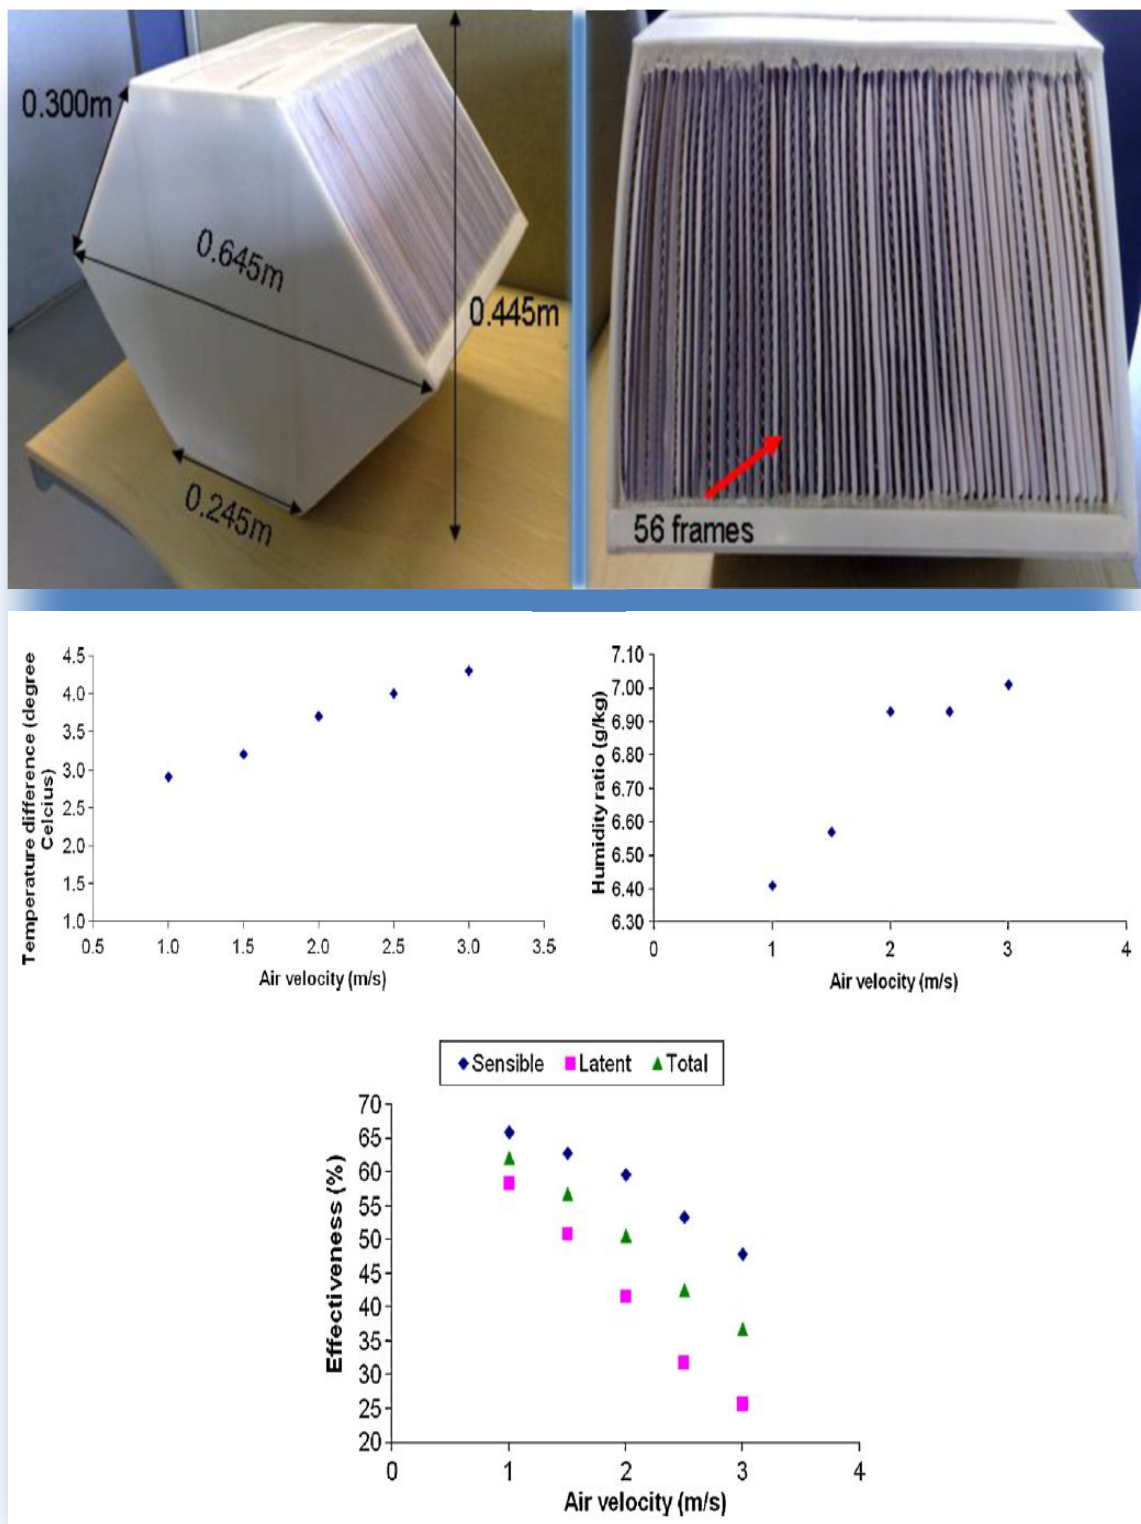 0.300m
0.645m
0.445m
0.245m
56 frames
Temperature difference (degree
Celcius)
4.5
4.0
3.5
3.0
2.5
2.0
1.5
1.0
0.5 1.0 1.5 2.0 2.5 3.0 3.5
Air velocity (m/s)
Humidity ratio (g/kg)
7.10
7.00
6.90
6.80
6.70
6.60
6.50
6.40
6.30
0 1 2 3 4
Air velocity (m/s)
Sensible Latent Total
Effectiveness (%)
70
65
60
55
50
45
40
35
30
25
20
0 1 2 3 4
Air velocity (m/s)